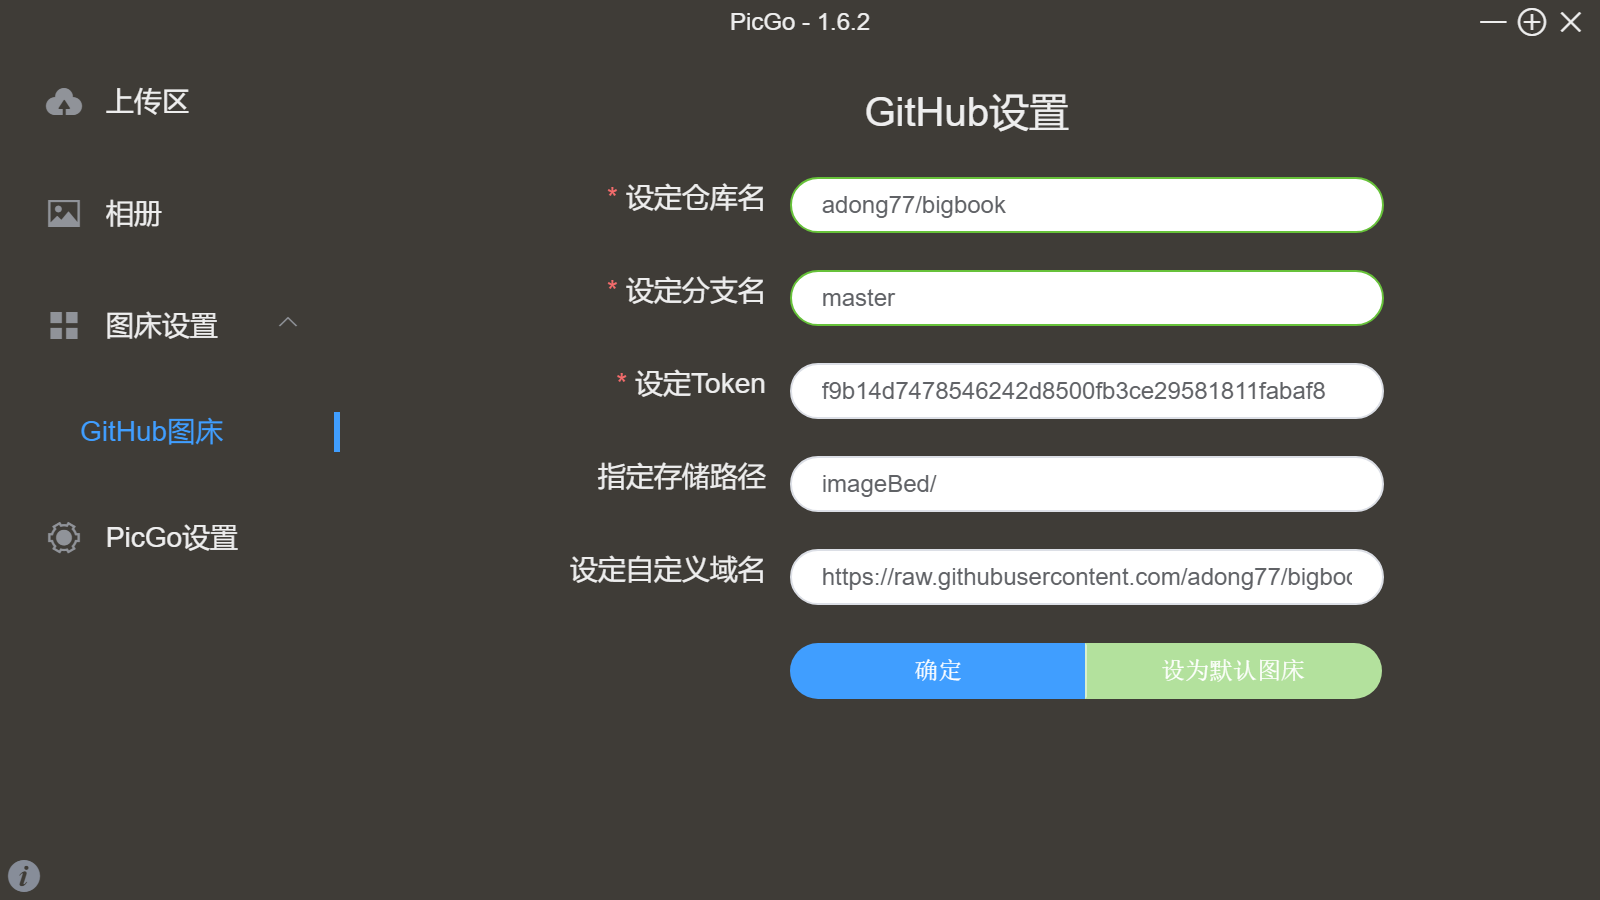 PicGo - 1.6.2
上传区
相册
图床设置
GitHub图床
PicGo设置
GitHub设置
* 设定仓库名
adong77/bigbook
* 设定分支名
master
* 设定Token
f9b14d7478546242d8500fb3ce29581811fabaf8
指定存储路径
imageBed/
设定自定义域名
https://raw.githubusercontent.com/adong77/bigboo
确定
设为默认图床